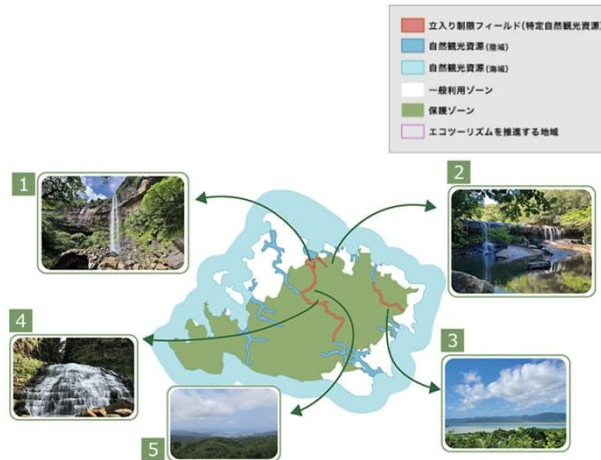 立入り制限フィールド(特定自然観光資源)
自然観光資源(陸域)
自然観光資源(海域)
一般利用ゾーン
保護ゾーン
エコツーリズムを推進する地域
1
2
4
3
5